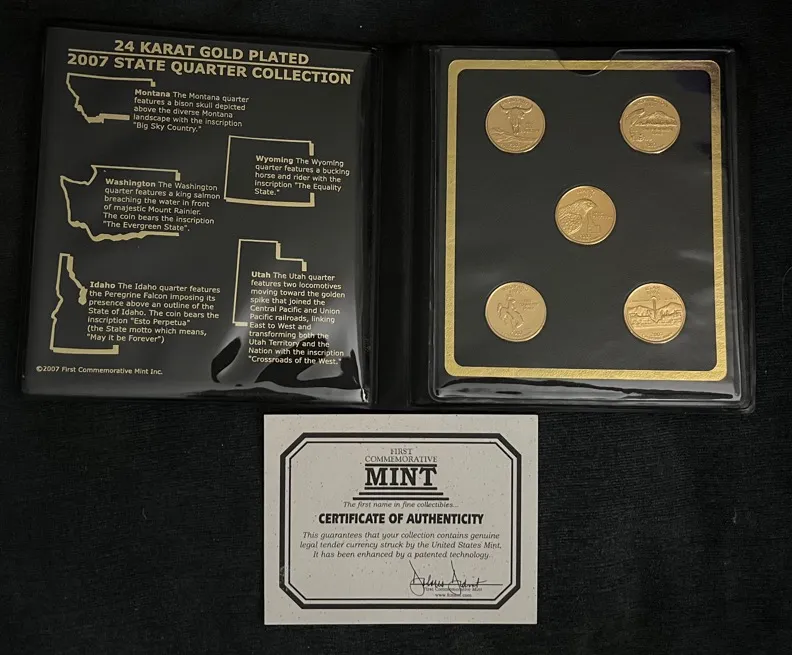 24 KARAT GOLD PLATED
2007 STATE QUARTER COLLECTION
Montana The Montana quarter
features a bison skull depicted
above the diverse Montana
landscape with the inscription
"Big Sky Country."
Wyoming The Wyoming
quarter features a bucking
horse and rider with the
inscription "The Equality
State."
Washington The Washington
quarter features a king salmon
breaching the water in front
of majestic Mount Rainier.
The coin bears the inscription
"The Evergreen State".
Idaho The Idaho quarter features
the Peregrine Falcon imposing its
presence above an outline of the
State of Idaho. The coin bears the
inscription "Esto Perpetua"
(the State motto which means,
"May it be Forever")
Utah The Utah quarter
features two locomotives
moving toward the golden
spike that joined the
Central Pacific and Union
Pacific railroads, linking
East to West and
transforming both the
Utah Territory and the
Nation with the inscription
"Crossroads of the West."
©2007 First Commemorative Mint Inc.
FIRST
COMMEMORATIVE
MINT
The first name in fine collectibles...
CERTIFICATE OF AUTHENTICITY
This guarantees that your collection contains genuine
legal tender currency struck by the United States Mint.
It has been enhanced by a patented technology.
First Commemorative Mint